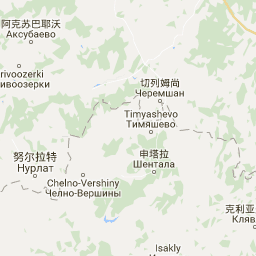 阿克苏巴耶沃
Аксубаево
rivoozerki
ивоозерки
切列姆尚
Черемшан
Timyashevo
Тимяшево
努尔拉特
Нурлат
申塔拉
Шентала
Chelno-Vershiny
Челно-Вершины
克利亚
Кляв
Isakly
Исаклы